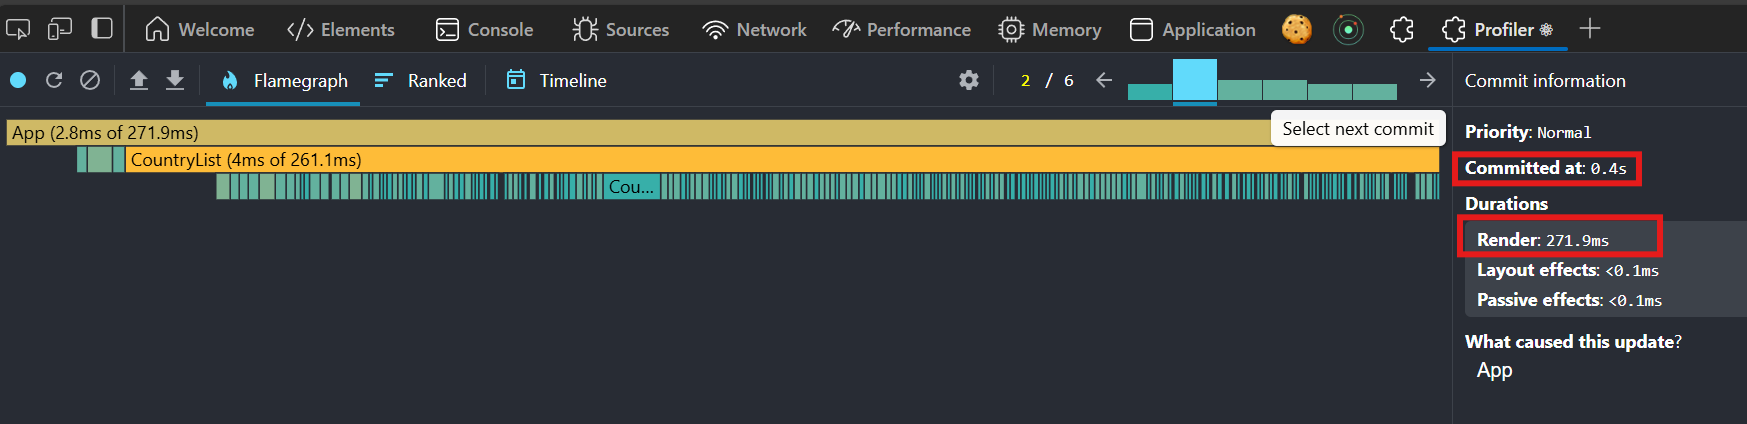 Welcome Elements Console Sources Network Performance Memory Application Profiler ⚛
Flamegraph Ranked Timeline 2 / 6 Commit information
App (2.8ms of 271.9ms)
Select next commit
CountryList (4ms of 261.1ms)
Cou...
Priority: Normal
Committed at: 0.4s
Durations
Render: 271.9ms
Layout effects: <0.1ms
Passive effects: <0.1ms
What caused this update?
App